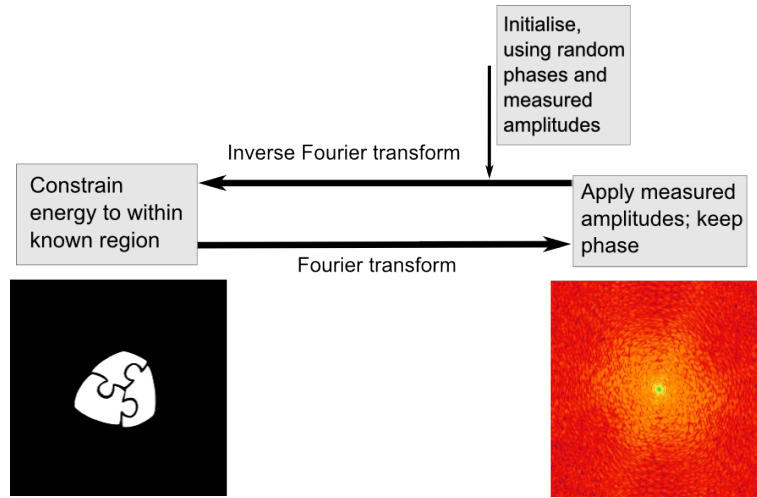 Initialise,
using random
phases and
measured
amplitudes
Inverse Fourier transform
Constrain
energy to within
known region
Apply measured
amplitudes; keep
phase
Fourier transform